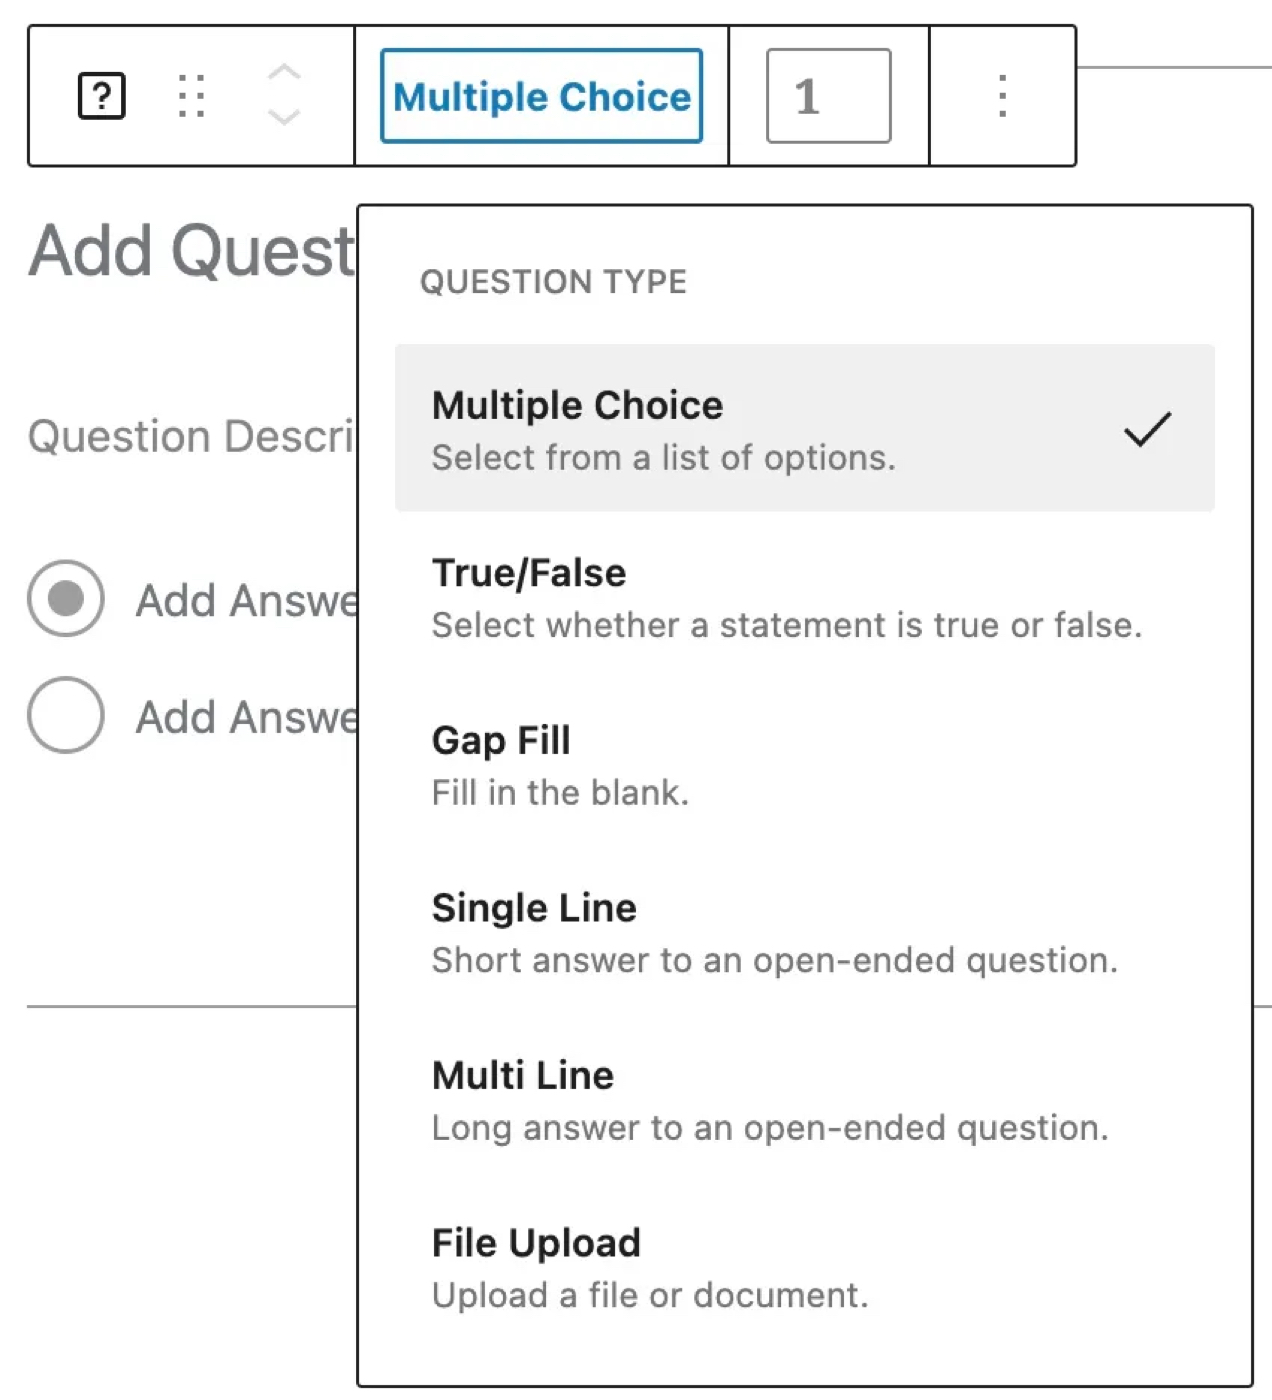 ?
Multiple Choice
1
Add Quest
QUESTION TYPE
Multiple Choice
Select from a list of options.
Question Descri
True/False
Select whether a statement is true or false.
Add Answe
Gap Fill
Fill in the blank.
Add Answe
Single Line
Short answer to an open-ended question.
Multi Line
Long answer to an open-ended question.
File Upload
Upload a file or document.